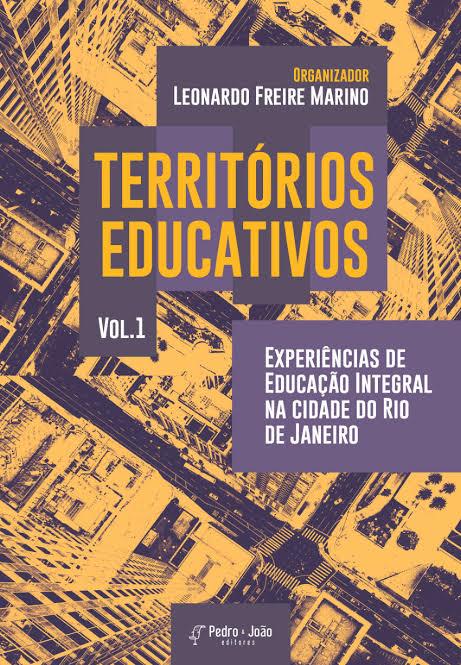 Organizador
Leonardo Freire Marino
TERRITÓRIOS
EDUCATIVOS
Vol.1
Experiências de
Educação Integral
na cidade do Rio
de Janeiro
Pedro & João
editores